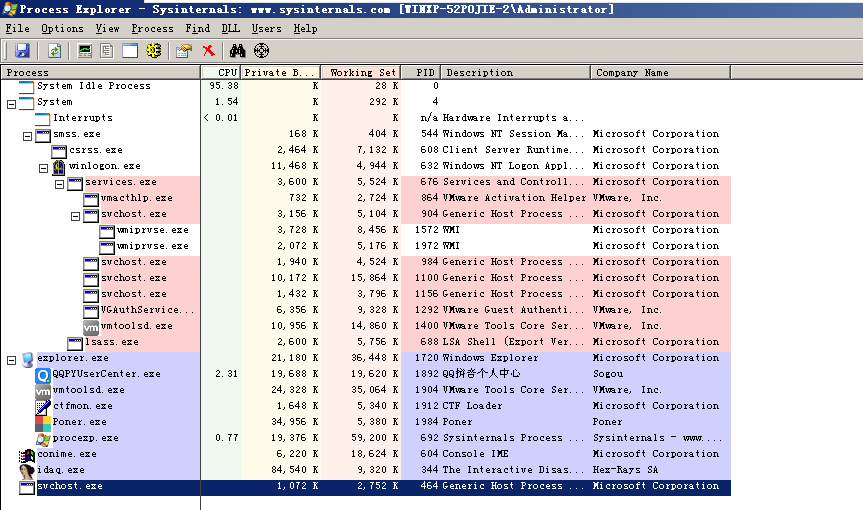 Process Explorer - Sysinternals: www.sysinternals.com [WINXP-52POJIE-2\Administrator]
File Options View Process Find DLL Users Help
Process CPU Private B... Working Set PID Description Company Name
System Idle Process 95.38 K 28 K 0
System 1.54 K 292 K 4
Interrupts < 0.01 K K n/a Hardware Interrupts a...
smss.exe 168 K 404 K 544 Windows NT Session Ma... Microsoft Corporation
csrss.exe 2,464 K 7,132 K 608 Client Server Runtime... Microsoft Corporation
winlogon.exe 11,468 K 4,944 K 632 Windows NT Logon Appl... Microsoft Corporation
services.exe 3,600 K 5,524 K 676 Services and Controll... Microsoft Corporation
vmacthlp.exe 732 K 2,724 K 864 VMware Activation Helper VMware, Inc.
svchost.exe 3,156 K 5,104 K 904 Generic Host Process ... Microsoft Corporation
wmiprvse.exe 3,728 K 8,456 K 1572 WMI Microsoft Corporation
wmiprvse.exe 2,072 K 5,176 K 1972 WMI Microsoft Corporation
svchost.exe 1,940 K 4,524 K 984 Generic Host Process ... Microsoft Corporation
svchost.exe 10,172 K 15,864 K 1100 Generic Host Process ... Microsoft Corporation
svchost.exe 1,432 K 3,796 K 1156 Generic Host Process ... Microsoft Corporation
VGAuthService... 6,356 K 9,328 K 1292 VMware Guest Authenti... VMware, Inc.
vm vmtoolsd.exe 10,956 K 14,860 K 1400 VMware Tools Core Ser... VMware, Inc.
lsass.exe 2,600 K 5,756 K 688 LSA Shell (Export Ver... Microsoft Corporation
explorer.exe 21,180 K 36,448 K 1720 Windows Explorer Microsoft Corporation
QQPYUserCenter.exe 2.31 19,688 K 19,620 K 1892 QQ拼音个人中心 Sogou
vm vmtoolsd.exe 24,328 K 35,064 K 1904 VMware Tools Core Ser... VMware, Inc.
ctfmon.exe 1,648 K 5,340 K 1912 CTF Loader Microsoft Corporation
Poner.exe 34,956 K 5,380 K 1984 Poner Poner
procexp.exe 0.77 19,376 K 59,200 K 692 Sysinternals Process ... Sysinternals - www....
conime.exe 6,220 K 18,624 K 604 Console IME Microsoft Corporation
idaq.exe 84,540 K 9,320 K 344 The Interactive Disas... Hex-Rays SA
svchost.exe 1,072 K 2,752 K 464 Generic Host Process ... Microsoft Corporation